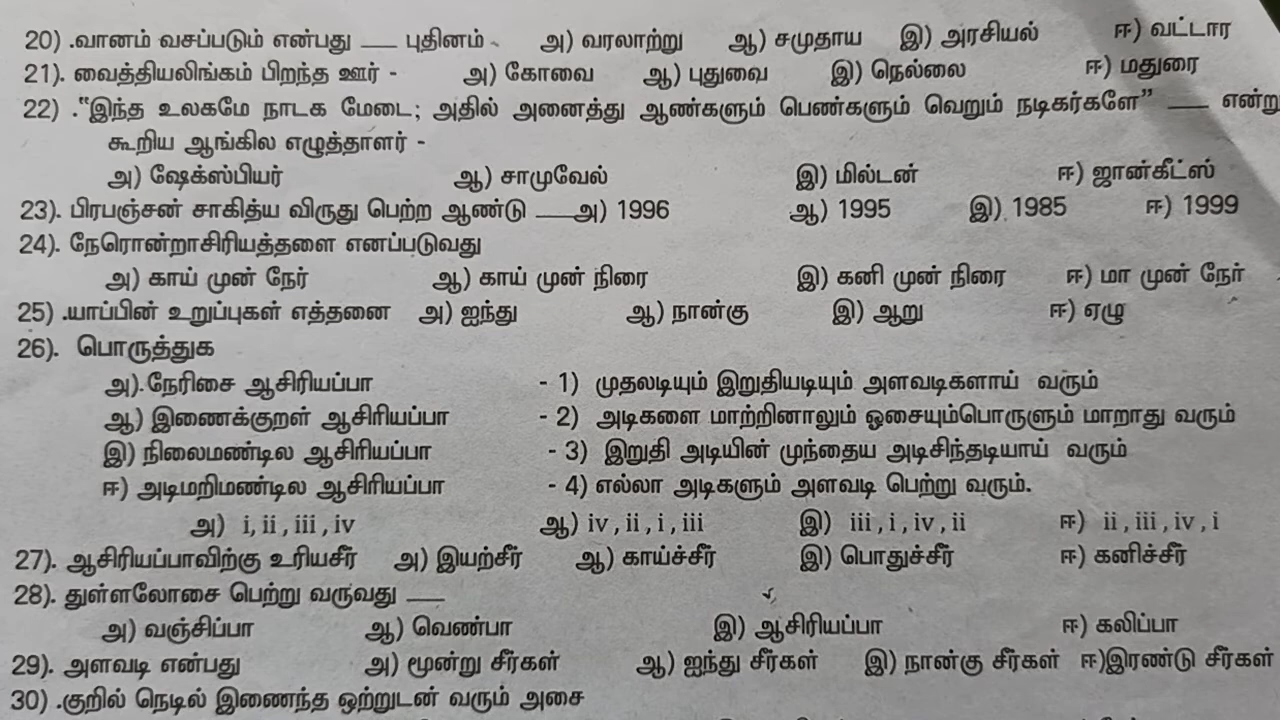 20) .வானம் வசப்படும் என்பது ___ புதினம் அ) வரலாற்று ஆ) சமுதாய இ) அரசியல் ஈ) வட்டார
21). வைத்தியலிங்கம் பிறந்த ஊர் - அ) கோவை ஆ) புதுவை இ) நெல்லை ஈ) மதுரை
22) ."இந்த உலகமே நாடக மேடை; அதில் அனைத்து ஆண்களும் பெண்களும் வெறும் நடிகர்களே" ___ என்று
கூறிய ஆங்கில எழுத்தாளர் -
அ) ஷேக்ஸ்பியர் ஆ) சாமுவேல் இ) மில்டன் ஈ) ஜான்கீட்ஸ்
23). பிரபஞ்சன் சாகித்ய விருது பெற்ற ஆண்டு ___ அ) 1996 ஆ) 1995 இ) 1985 ஈ) 1999
24). நேரொன்றாசிரியத்தளை எனப்படுவது
அ) காய் முன் நேர் ஆ) காய் முன் நிரை இ) கனி முன் நிரை ஈ) மா முன் நேர்
25) .யாப்பின் உறுப்புகள் எத்தனை அ) ஐந்து ஆ) நான்கு இ) ஆறு ஈ) ஏழு
26). பொருத்துக
அ). நேரிசை ஆசிரியப்பா - 1) முதலடியும் இறுதியடியும் அளவடிகளாய் வரும்
ஆ) இணைக்குறள் ஆசிரியப்பா - 2) அடிகளை மாற்றினாலும் ஓசையும்பொருளும் மாறாது வரும்
இ) நிலைமண்டில ஆசிரியப்பா - 3) இறுதி அடியின் முந்தைய அடிசிந்தடியாய் வரும்
ஈ) அடிமறிமண்டில ஆசிரியப்பா - 4) எல்லா அடிகளும் அளவடி பெற்று வரும்.
அ) i, ii , iii , iv ஆ) iv , ii , i , iii இ) iii , i , iv , ii ஈ) ii , iii , iv , i
27). ஆசிரியப்பாவிற்கு உரியசீர் அ) இயற்சீர் ஆ) காய்ச்சீர் இ) பொதுச்சீர் ஈ) கனிச்சீர்
28). துள்ளலோசை பெற்று வருவது ___
அ) வஞ்சிப்பா ஆ) வெண்பா இ) ஆசிரியப்பா ஈ) கலிப்பா
29). அளவடி என்பது அ) மூன்று சீர்கள் ஆ) ஐந்து சீர்கள் இ) நான்கு சீர்கள் ஈ)இரண்டு சீர்கள்
30) .குறில் நெடில் இணைந்த ஒற்றுடன் வரும் அசை